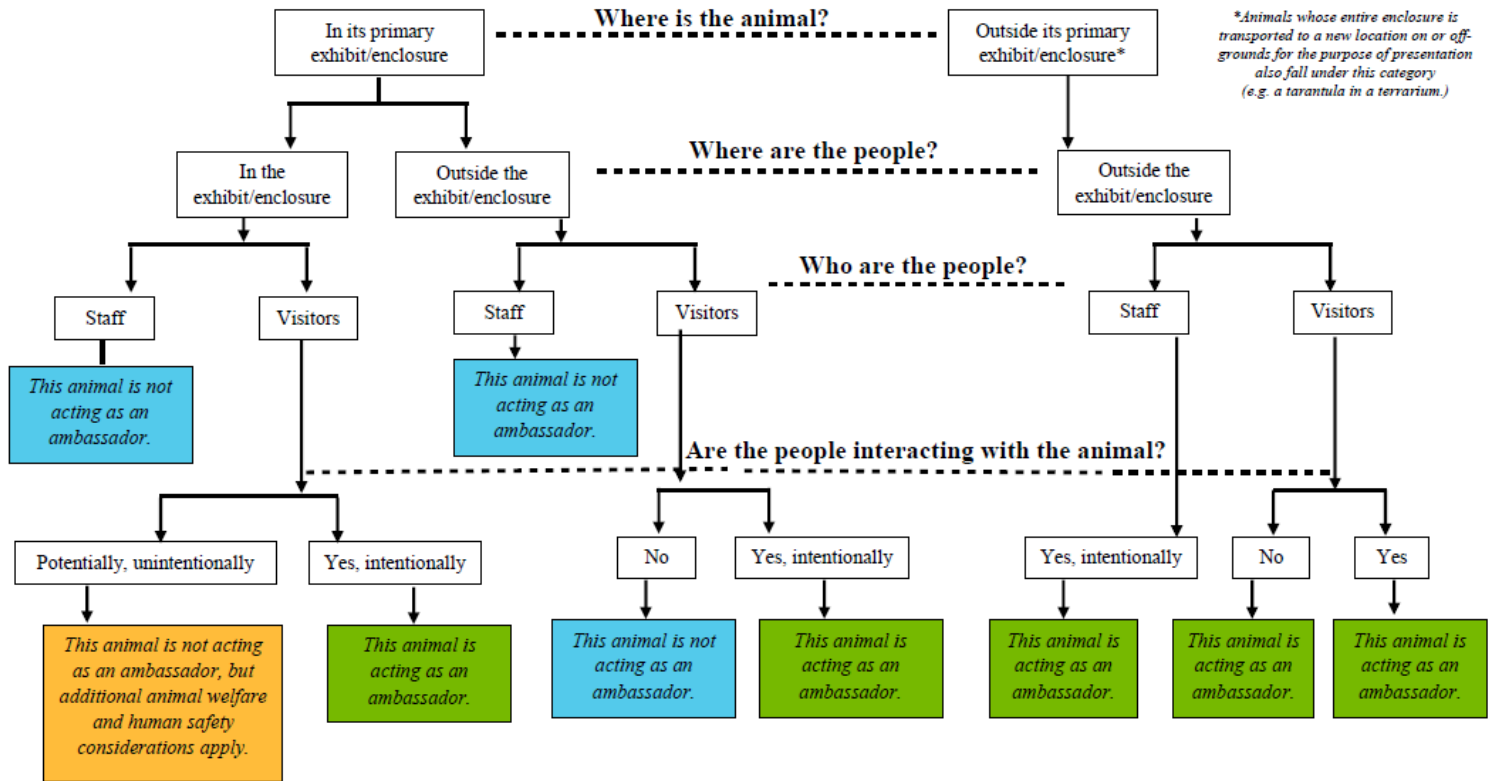 Where is the animal?
In its primary
exhibit/enclosure
Outside its primary
exhibit/enclosure*
*Animals whose entire enclosure is
transported to a new location on or off-
grounds for the purpose of presentation
also fall under this category
(e.g. a tarantula in a terrarium.)
Where are the people?
In the
exhibit/enclosure
Outside the
exhibit/enclosure
Outside the
exhibit/enclosure
Who are the people?
Staff
Visitors
Staff
Visitors
Staff
Visitors
This animal is not
acting as an
ambassador.
This animal is not
acting as an
ambassador.
Are the people interacting with the animal?
Potentially, unintentionally
Yes, intentionally
No
Yes, intentionally
Yes, intentionally
No
Yes
This animal is not acting
as an ambassador, but
additional animal welfare
and human safety
considerations apply.
This animal is
acting as an
ambassador.
This animal is not
acting as an
ambassador.
This animal is
acting as an
ambassador.
This animal is
acting as an
ambassador.
This animal is
acting as an
ambassador.
This animal is
acting as an
ambassador.